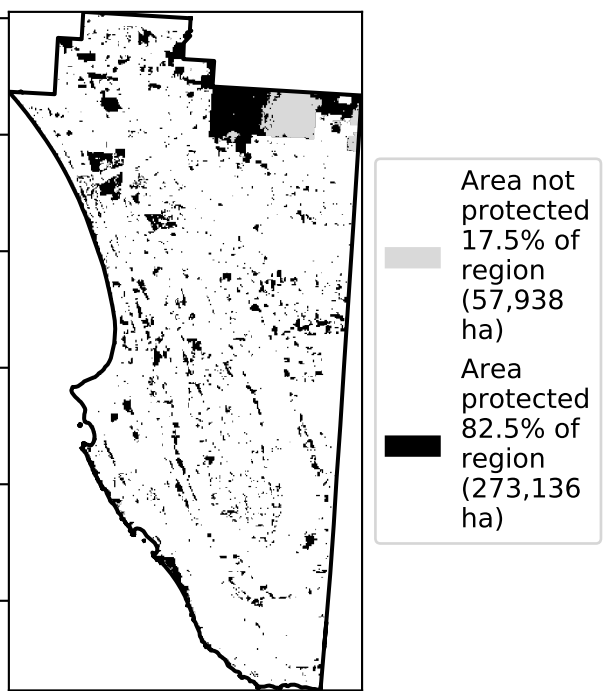 Area not
protected
17.5% of
region
(57,938
ha)
Area
protected
82.5% of
region
(273,136
ha)